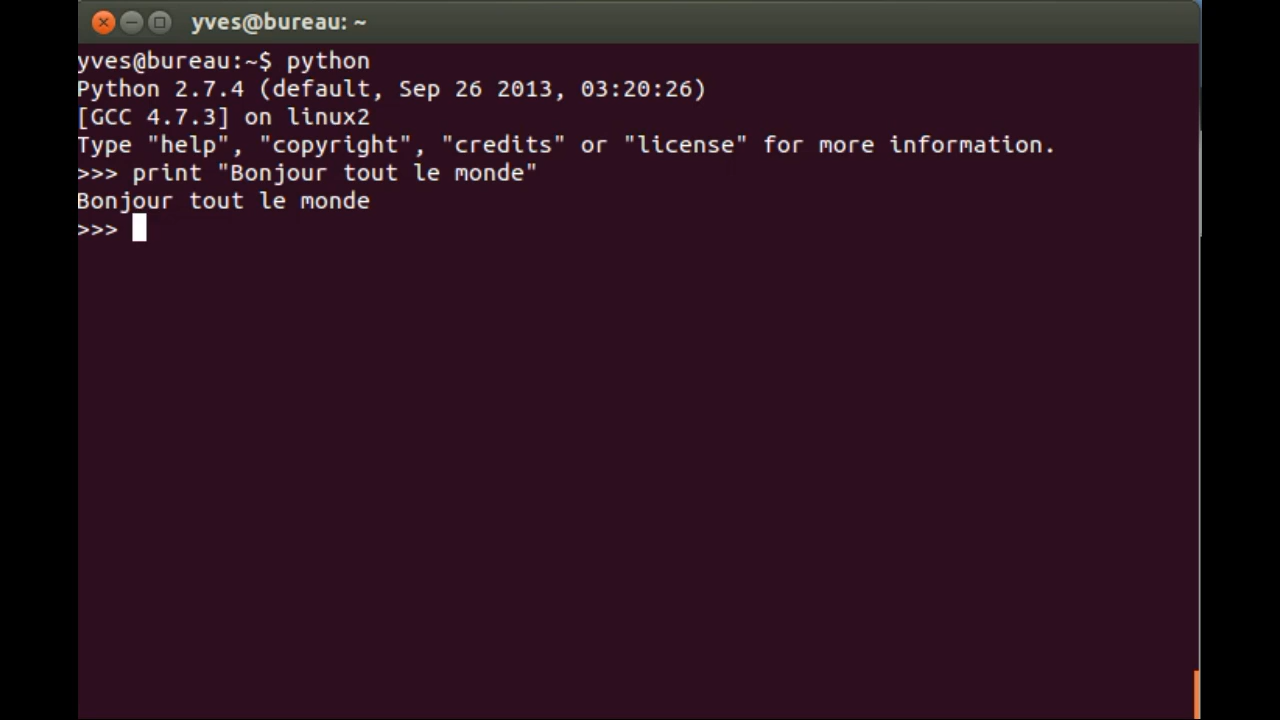 yves@bureau: ~
yves@bureau:~$ python
Python 2.7.4 (default, Sep 26 2013, 03:20:26)
[GCC 4.7.3] on linux2
Type "help", "copyright", "credits" or "license" for more information.
>>> print "Bonjour tout le monde"
Bonjour tout le monde
>>>